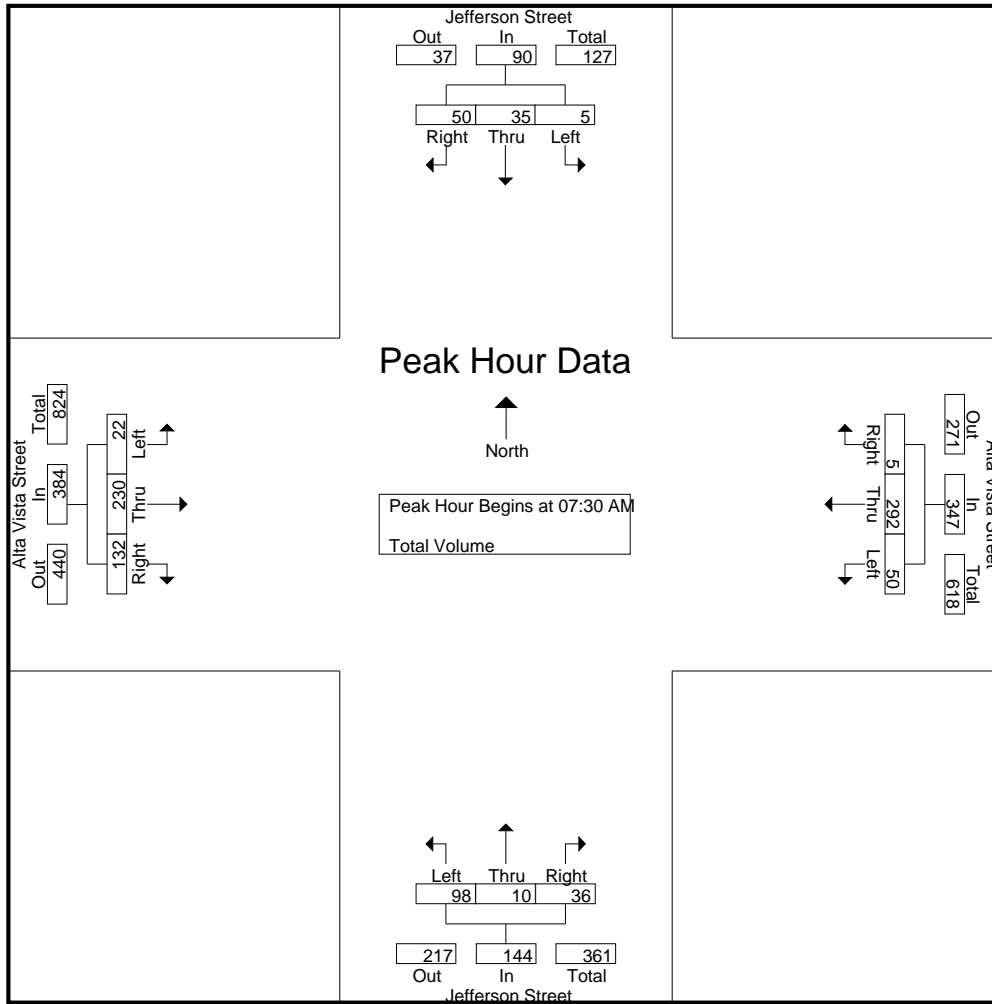 Jefferson Street
Out In Total
37 90 127
50 35 5
Right Thru Left
Peak Hour Data
North
Peak Hour Begins at 07:30 AM
Total Volume
Alta Vista Street
Out In Total
440 384 824
132 230 22
Right Thru Left
Alta Vista Street
Out In Total
271 347 618
5 292 50
Right Thru Left
Left Thru Right
98 10 36
217 144 361
Out In Total
Jefferson Street